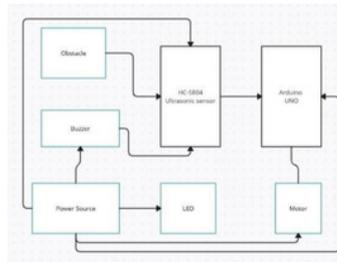 Obstacle
HC-SR04
Ultrasonic sensor
Arduino
UNO
Buzzer
Power Source
LED
Motor